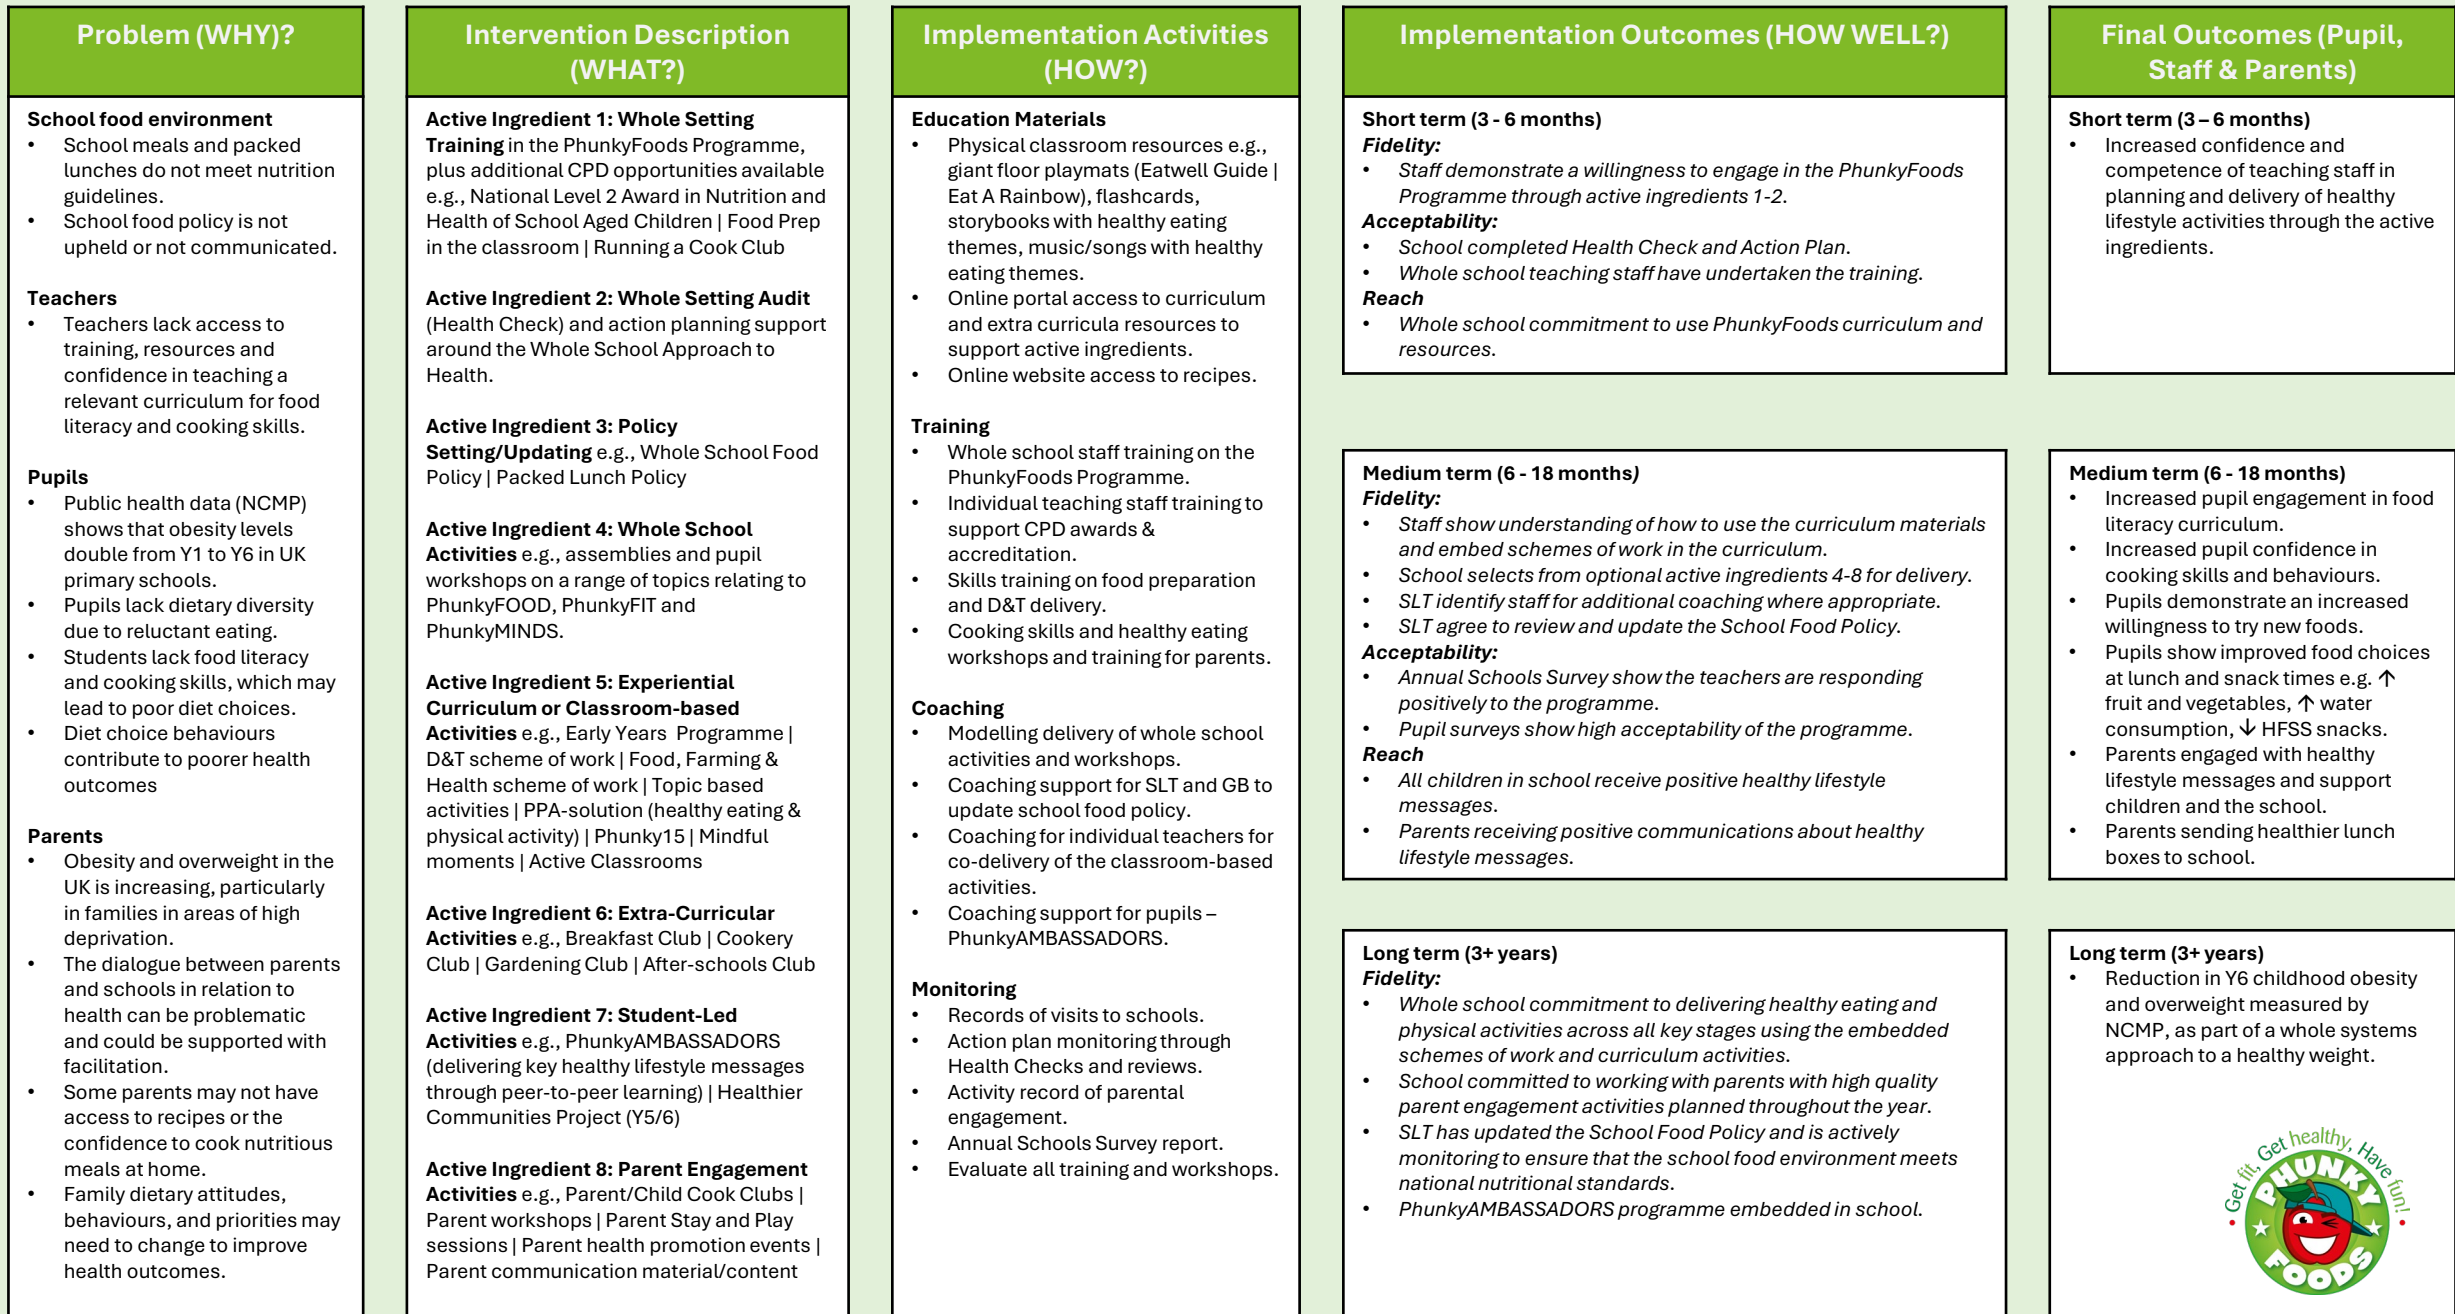 Problem (WHY)?
School food environment
• School meals and packed
lunches do not meet nutrition
guidelines.
• School food policy is not
upheld or not communicated.
Teachers
• Teachers lack access to
training, resources and
confidence in teaching a
relevant curriculum for food
literacy and cooking skills.
Pupils
• Public health data (NCMP)
shows that obesity levels
double from Y1 to Y6 in UK
primary schools.
• Pupils lack dietary diversity
due to reluctant eating.
• Students lack food literacy
and cooking skills, which may
lead to poor diet choices.
• Diet choice behaviours
contribute to poorer health
outcomes
Parents
• Obesity and overweight in the
UK is increasing, particularly
in families in areas of high
deprivation.
• The dialogue between parents
and schools in relation to
health can be problematic
and could be supported with
facilitation.
• Some parents may not have
access to recipes or the
confidence to cook nutritious
meals at home.
• Family dietary attitudes,
behaviours, and priorities may
need to change to improve
health outcomes.
Intervention Description
(WHAT?)
Active Ingredient 1: Whole Setting
Training in the PhunkyFoods Programme,
plus additional CPD opportunities available
e.g., National Level 2 Award in Nutrition and
Health of School Aged Children | Food Prep
in the classroom | Running a Cook Club
Active Ingredient 2: Whole Setting Audit
(Health Check) and action planning support
around the Whole School Approach to
Health.
Active Ingredient 3: Policy
Setting/Updating e.g., Whole School Food
Policy | Packed Lunch Policy
Active Ingredient 4: Whole School
Activities e.g., assemblies and pupil
workshops on a range of topics relating to
PhunkyFOOD, PhunkyFIT and
PhunkyMINDS.
Active Ingredient 5: Experiential
Curriculum or Classroom-based
Activities e.g., Early Years Programme |
D&T scheme of work | Food, Farming &
Health scheme of work | Topic based
activities | PPA-solution (healthy eating &
physical activity) | Phunky15 | Mindful
moments | Active Classrooms
Active Ingredient 6: Extra-Curricular
Activities e.g., Breakfast Club | Cookery
Club | Gardening Club | After-schools Club
Active Ingredient 7: Student-Led
Activities e.g., PhunkyAMBASSADORS
(delivering key healthy lifestyle messages
through peer-to-peer learning) | Healthier
Communities Project (Y5/6)
Active Ingredient 8: Parent Engagement
Activities e.g., Parent/Child Cook Clubs |
Parent workshops | Parent Stay and Play
sessions | Parent health promotion events |
Parent communication material/content
Implementation Activities
(HOW?)
Education Materials
• Physical classroom resources e.g.,
giant floor playmats (Eatwell Guide |
Eat A Rainbow), flashcards,
storybooks with healthy eating
themes, music/songs with healthy
eating themes.
• Online portal access to curriculum
and extra curricula resources to
support active ingredients.
• Online website access to recipes.
Training
• Whole school staff training on the
PhunkyFoods Programme.
• Individual teaching staff training to
support CPD awards &
accreditation.
• Skills training on food preparation
and D&T delivery.
• Cooking skills and healthy eating
workshops and training for parents.
Coaching
• Modelling delivery of whole school
activities and workshops.
• Coaching support for SLT and GB to
update school food policy.
• Coaching for individual teachers for
co-delivery of the classroom-based
activities.
• Coaching support for pupils –
PhunkyAMBASSADORS.
Monitoring
• Records of visits to schools.
• Action plan monitoring through
Health Checks and reviews.
• Activity record of parental
engagement.
• Annual Schools Survey report.
• Evaluate all training and workshops.
Implementation Outcomes (HOW WELL?)
Short term (3 - 6 months)
Fidelity:
• Staff demonstrate a willingness to engage in the PhunkyFoods
Programme through active ingredients 1-2.
Acceptability:
• School completed Health Check and Action Plan.
• Whole school teaching staff have undertaken the training.
Reach
• Whole school commitment to use PhunkyFoods curriculum and
resources.
Medium term (6 - 18 months)
Fidelity:
• Staff show understanding of how to use the curriculum materials
and embed schemes of work in the curriculum.
• School selects from optional active ingredients 4-8 for delivery.
• SLT identify staff for additional coaching where appropriate.
• SLT agree to review and update the School Food Policy.
Acceptability:
• Annual Schools Survey show the teachers are responding
positively to the programme.
• Pupil surveys show high acceptability of the programme.
Reach
• All children in school receive positive healthy lifestyle
messages.
• Parents receiving positive communications about healthy
lifestyle messages.
Long term (3+ years)
Fidelity:
• Whole school commitment to delivering healthy eating and
physical activities across all key stages using the embedded
schemes of work and curriculum activities.
• School committed to working with parents with high quality
parent engagement activities planned throughout the year.
• SLT has updated the School Food Policy and is actively
monitoring to ensure that the school food environment meets
national nutritional standards.
• PhunkyAMBASSADORS programme embedded in school.
Final Outcomes (Pupil,
Staff & Parents)
Short term (3 – 6 months)
• Increased confidence and
competence of teaching staff in
planning and delivery of healthy
lifestyle activities through the active
ingredients.
Medium term (6 - 18 months)
• Increased pupil engagement in food
literacy curriculum.
• Increased pupil confidence in
cooking skills and behaviours.
• Pupils demonstrate an increased
willingness to try new foods.
• Pupils show improved food choices
at lunch and snack times e.g. ↑
fruit and vegetables, ↑ water
consumption, ↓ HFSS snacks.
• Parents engaged with healthy
lifestyle messages and support
children and the school.
• Parents sending healthier lunch
boxes to school.
Long term (3+ years)
• Reduction in Y6 childhood obesity
and overweight measured by
NCMP, as part of a whole systems
approach to a healthy weight.
Get fit, Get healthy, Have fun!
PHUNKY
FOODS